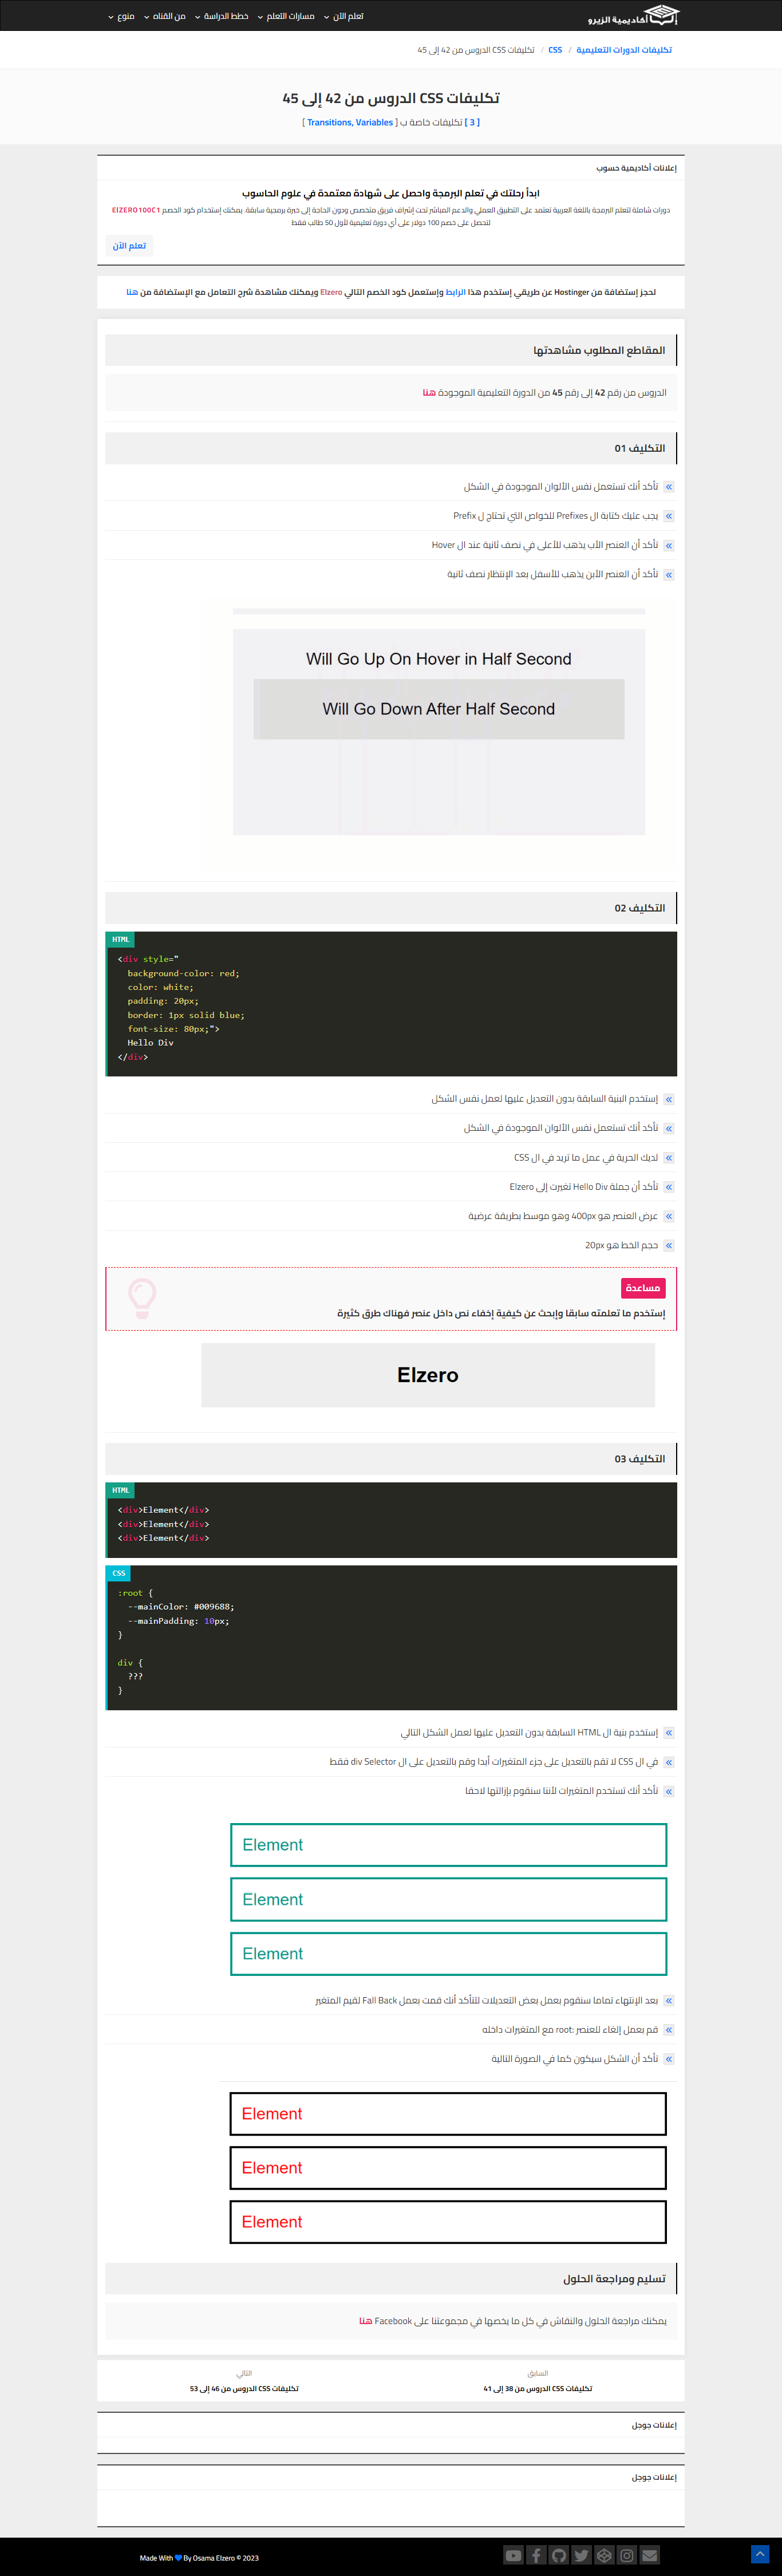 أكاديمية الزيرو
تعلم الآن مسارات التعلم خطط الدراسة من القناه منوع
تكليفات الدورات التعليمية / CSS / تكليفات CSS الدروس من 42 إلى 45
تكليفات CSS الدروس من 42 إلى 45
[ 3 ] تكليفات خاصة ب [ Transitions, Variables ]
إعلانات أكاديمية حسوب
ابدأ رحلتك في تعلم البرمجة واحصل على شهادة معتمدة في علوم الحاسوب
دورات شاملة لتعلم البرمجة باللغة العربية تعتمد على التطبيق العملي والدعم المباشر تحت إشراف فريق متخصص ودون الحاجة إلى خبرة برمجية سابقة. يمكنك إستخدام كود الخصم ElZERO100C1
لتحصل على خصم 100 دولار على أي دورة تعليمية لأول 50 طالب فقط
تعلم الآن
لحجز إستضافة من Hostinger عن طريقي إستخدم هذا الرابط وإستعمل كود الخصم التالي Elzero ويمكنك مشاهدة شرح التعامل مع الإستضافة من هنا
المقاطع المطلوب مشاهدتها
الدروس من رقم 42 إلى رقم 45 من الدورة التعليمية الموجودة هنا
التكليف 01
تأكد أنك تستعمل نفس الألوان الموجودة في الشكل
يجب عليك كتابة ال Prefixes للخواص التي تحتاج ل Prefix
تأكد أن العنصر الأب يذهب للأعلى في نصف ثانية عند ال Hover
تأكد أن العنصر الأبن يذهب للأسفل بعد الإنتظار نصف ثانية
Will Go Up On Hover in Half Second
Will Go Down After Half Second
التكليف 02
HTML
<div style="
background-color: red;
color: white;
padding: 20px;
border: 1px solid blue;
font-size: 80px;">
Hello Div
</div>
إستخدم البنية السابقة بدون التعديل عليها لعمل نفس الشكل
تأكد أنك تستعمل نفس الألوان الموجودة في الشكل
لديك الحرية في عمل ما تريد في ال CSS
تأكد أن جملة Hello Div تغيرت إلى Elzero
عرض العنصر هو 400px وهو موسط بطريقة عرضية
حجم الخط هو 20px
مساعدة
إستخدم ما تعلمته سابقا وإبحث عن كيفية إخفاء نص داخل عنصر فهناك طرق كثيرة
Elzero
التكليف 03
HTML
<div>Element</div>
<div>Element</div>
<div>Element</div>
CSS
:root {
--mainColor: #009688;
--mainPadding: 10px;
}
div {
???
}
إستخدم بنية ال HTML السابقة بدون التعديل عليها لعمل الشكل التالي
في ال CSS لا تقم بالتعديل على جزء المتغيرات أبدا وقم بالتعديل على ال div Selector فقط
تأكد أنك تستخدم المتغيرات لأننا سنقوم بإزالتها لاحقا
Element
Element
Element
بعد الإنتهاء تماما سنقوم بعمل بعض التعديلات للتأكد أنك قمت بعمل Fall Back لقيم المتغير
قم بعمل إلغاء للعنصر :root مع المتغيرات داخله
تأكد أن الشكل سيكون كما في الصورة التالية
Element
Element
Element
تسليم ومراجعة الحلول
يمكنك مراجعة الحلول والنقاش في كل ما يخصها في مجموعتنا على Facebook هنا
السابق
تكليفات CSS الدروس من 38 إلى 41
التالي
تكليفات CSS الدروس من 46 إلى 53
إعلانات جوجل
إعلانات جوجل
Made With 💙 By Osama Elzero © 2023